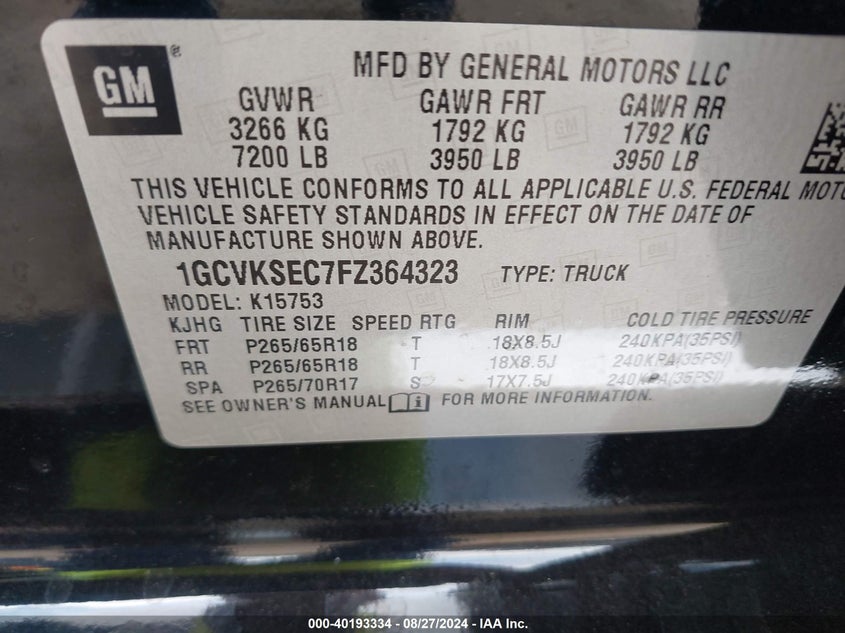 GM®
MFD BY GENERAL MOTORS LLC
GVWR GAWR FRT GAWR RR
3266 KG 1792 KG 1792 KG
7200 LB 3950 LB 3950 LB
THIS VEHICLE CONFORMS TO ALL APPLICABLE U.S. FEDERAL MOTO
VEHICLE SAFETY STANDARDS IN EFFECT ON THE DATE OF
MANUFACTURE SHOWN ABOVE.
1GCVKSEC7FZ364323 TYPE: TRUCK
MODEL: K15753
KJHG TIRE SIZE SPEED RTG RIM COLD TIRE PRESSURE
FRT P265/65R18 T 18X8.5J 240KPA(35PSI)
RR P265/65R18 T 18X8.5J 240KPA(35PSI)
SPA P265/70R17 S 17X7.5J 240KPA(35PSI)
SEE OWNER'S MANUAL FOR MORE INFORMATION.
000-40193334 - 08/27/2024 - IAA Inc.